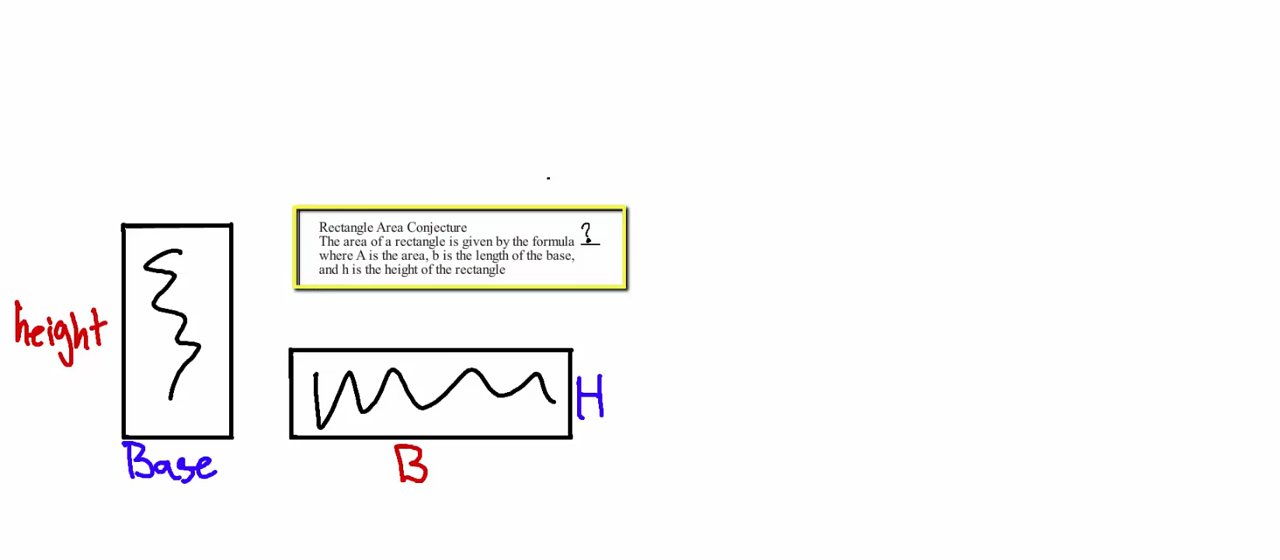 Rectangle Area Conjecture
The area of a rectangle is given by the formula ?
where A is the area, b is the length of the base,
and h is the height of the rectangle
height
H
Base
B